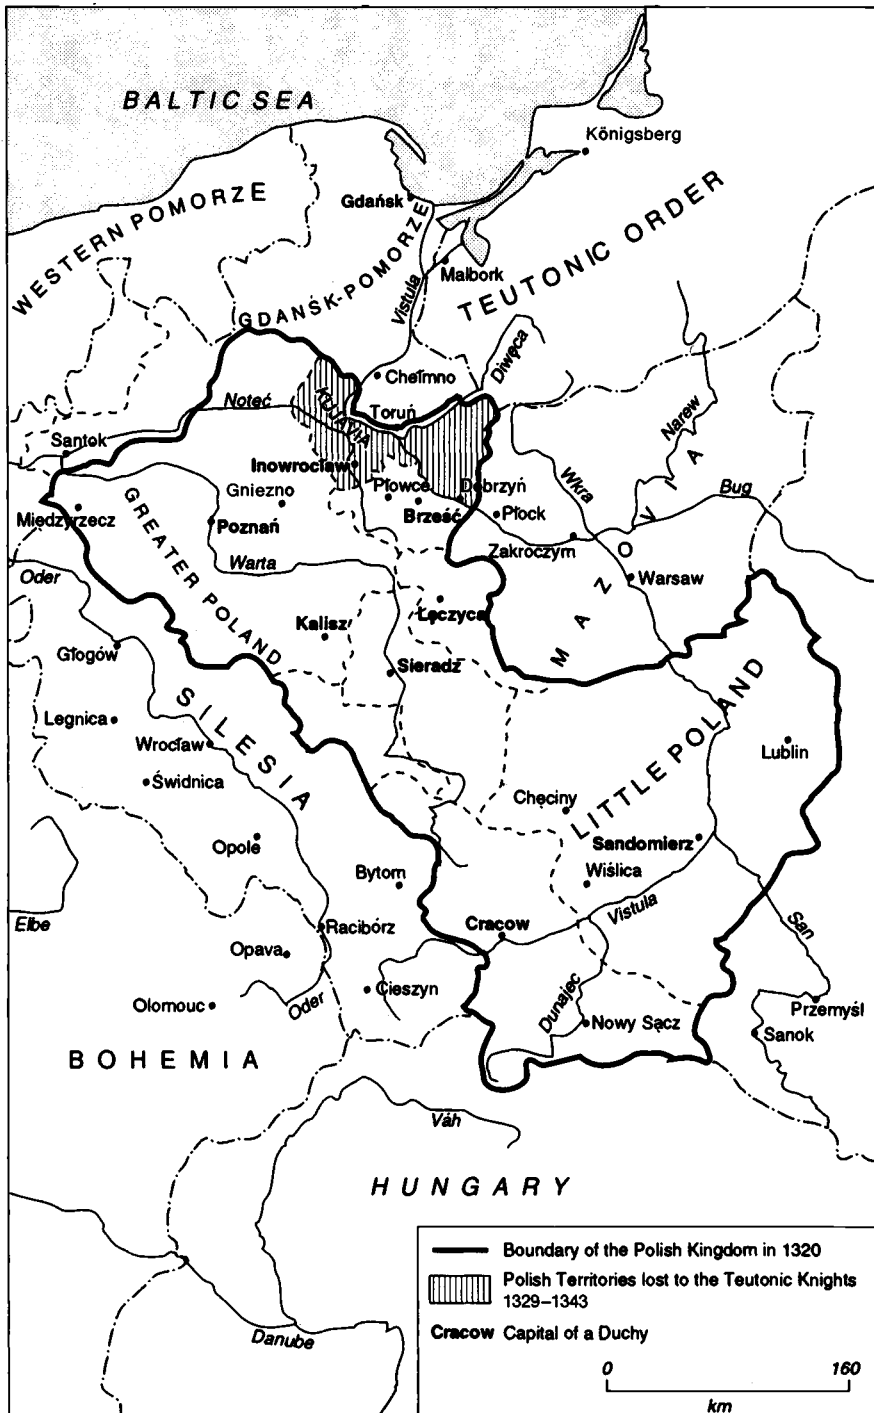 BALTIC SEA
Königsberg
WESTERN POMORZE
Gdańsk
GDAŃSK-POMORZE
TEUTONIC ORDER
Malbork
Vistula
Diwęca
Chełmno
Noteć
KUJAVIA
Toruń
Narew
Santok
Inowrocław
Gniezno
Płowce
Dobrzyń
Wkra
Bug
Międzyrzecz
Poznań
Brześć
Płock
MAZOVIA
GREATER POLAND
Zakroczym
Oder
Warta
Warsaw
Łęczyca
Kalisz
Głogów
Sieradz
SILESIA
Legnica
Wrocław
LITTLE POLAND
Lublin
Świdnica
Chęciny
Opole
Sandomierz
Bytom
Wiślica
Elbe
Racibórz
Cracow
Vistula
San
Opava
Cieszyn
Dunajec
Olomouc
Oder
Przemyśl
Nowy Sącz
Sanok
BOHEMIA
Váh
HUNGARY
Danube
Boundary of the Polish Kingdom in 1320
Polish Territories lost to the Teutonic Knights
1329–1343
Cracow Capital of a Duchy
0 160
km